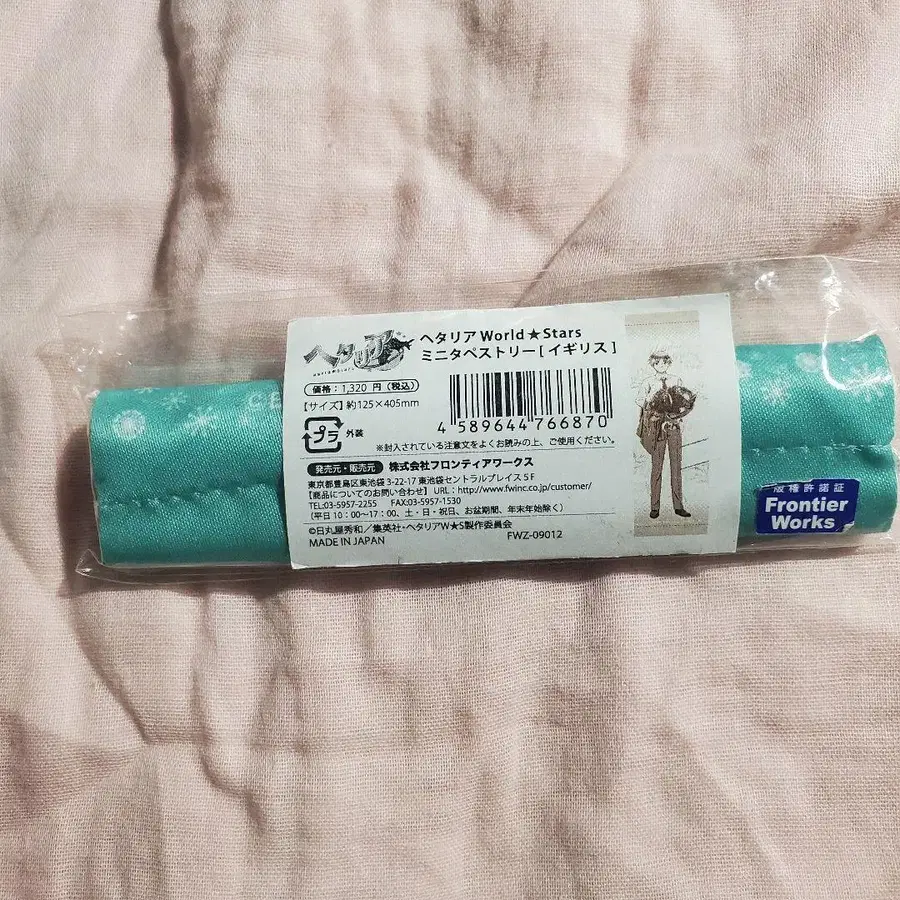 ヘタリア
ヘタリア World★Stars
ミニタペストリー[イギリス]
価格：1,320 円（税込）
【サイズ】約125×405mm
プラ 外装
4 589644 766870
※封入されている注意文をよくお読みの上、ご使用ください。
発売元・販売元 株式会社フロンティアワークス
東京都豊島区東池袋 3-22-17 東池袋セントラルプレイス 5F
【商品についてのお問い合わせ】 URL：http://www.fwinc.co.jp/customer/
TEL:03-5957-2255 FAX:03-5957-1530
（平日 10：00〜17：00、土・日・祝日、お盆期間、年末年始除く）
©日丸屋秀和／集英社・ヘタリアW★S製作委員会
MADE IN JAPAN FWZ-09012
版権許諾証
Frontier
Works